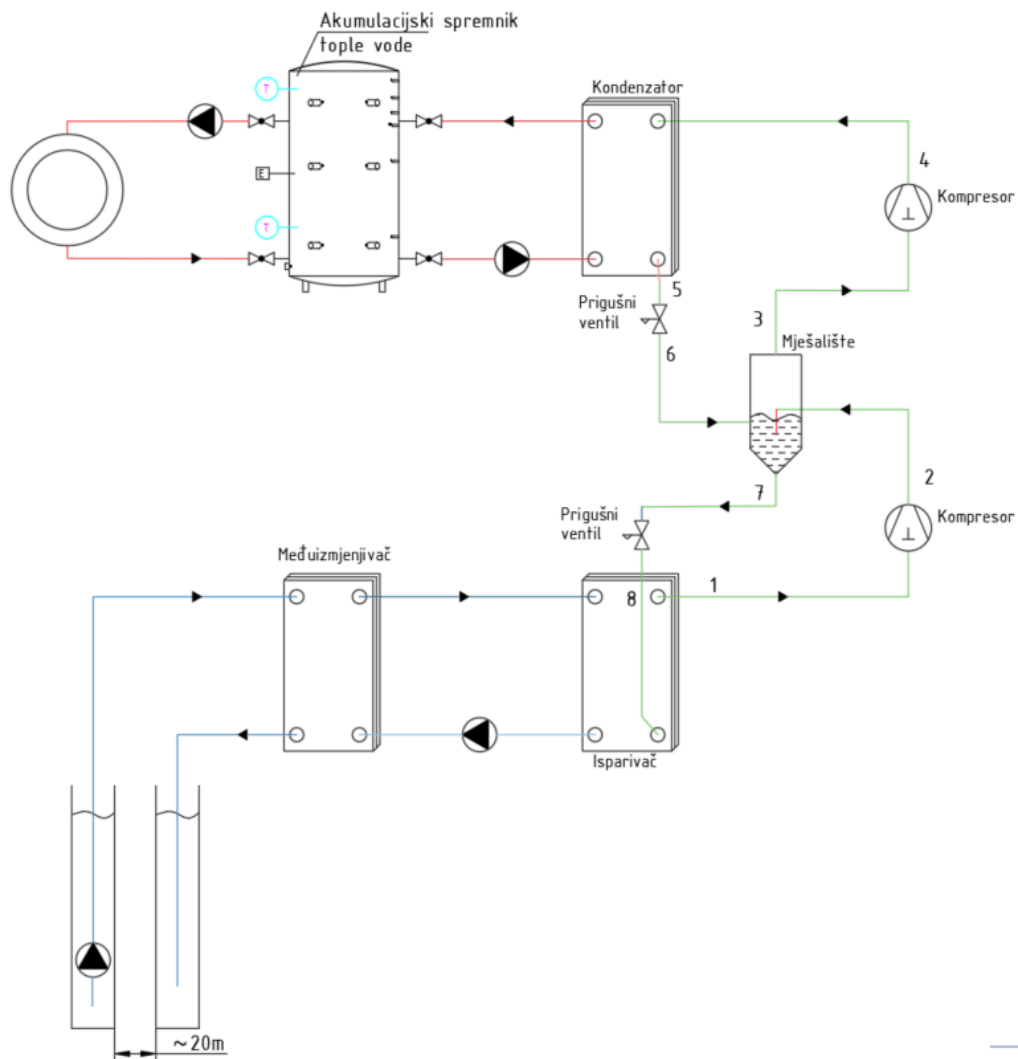 Akumulacijski spremnik
tople vode
T
Kondenzator
4
Kompresor
E
T
5
Prigušni
ventil
3
6
Mješalište
7
2
Prigušni
ventil
Kompresor
Međuizmjenjivač
8
1
Isparivač
~20m